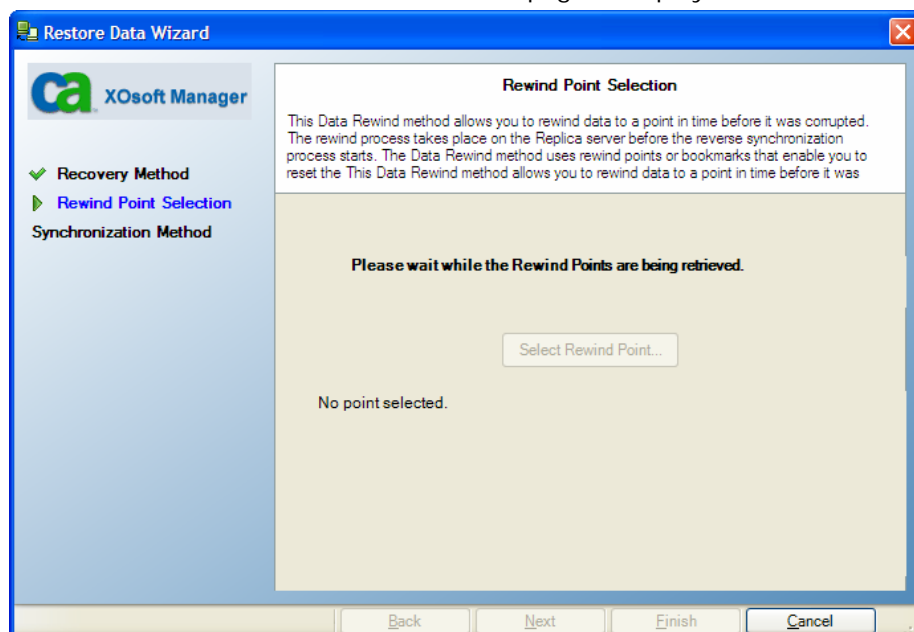 Restore Data Wizard
ca XOsoft Manager
Recovery Method
Rewind Point Selection
Synchronization Method
Rewind Point Selection
This Data Rewind method allows you to rewind data to a point in time before it was corrupted.
The rewind process takes place on the Replica server before the reverse synchronization
process starts. The Data Rewind method uses rewind points or bookmarks that enable you to
reset the This Data Rewind method allows you to rewind data to a point in time before it was
Please wait while the Rewind Points are being retrieved.
Select Rewind Point...
No point selected.
Back Next Finish Cancel